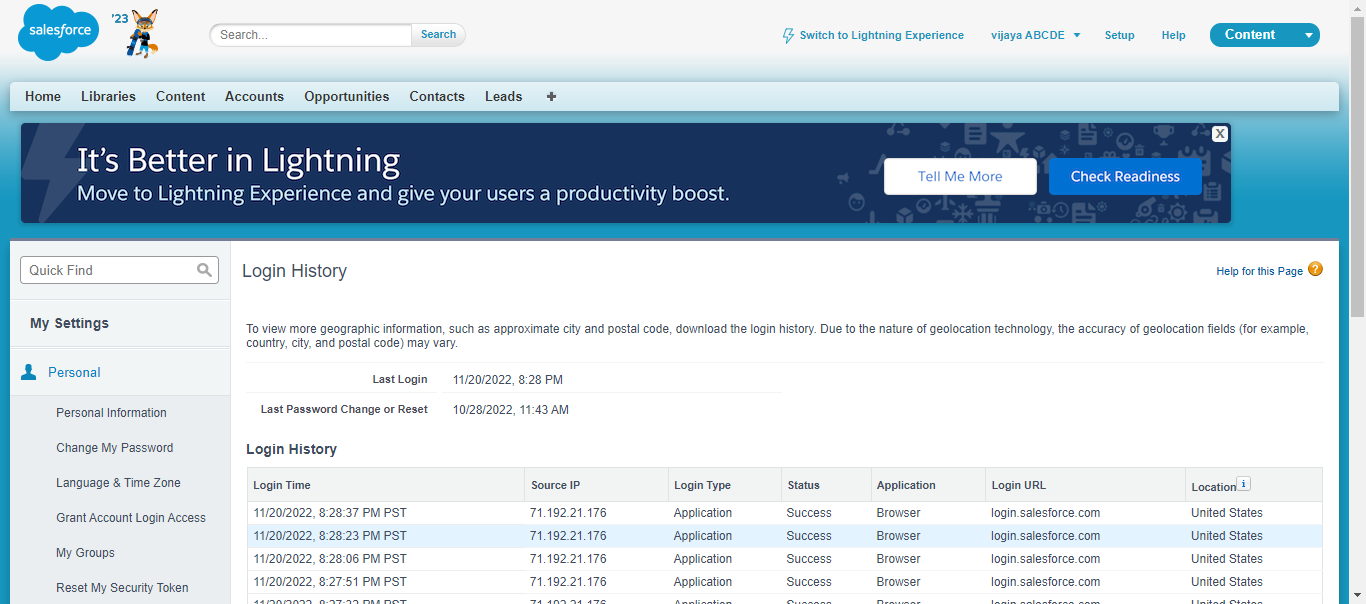 salesforce
'23
Search...
Search
Switch to Lightning Experience
vijaya ABCDE
Setup
Help
Content
Home Libraries Content Accounts Opportunities Contacts Leads +
It's Better in Lightning
Move to Lightning Experience and give your users a productivity boost.
Tell Me More
Check Readiness
X
Quick Find
My Settings
Personal
Personal Information
Change My Password
Language & Time Zone
Grant Account Login Access
My Groups
Reset My Security Token
Login History
Help for this Page ?
To view more geographic information, such as approximate city and postal code, download the login history. Due to the nature of geolocation technology, the accuracy of geolocation fields (for example,
country, city, and postal code) may vary.
Last Login 11/20/2022, 8:28 PM
Last Password Change or Reset 10/28/2022, 11:43 AM
Login History
Login Time Source IP Login Type Status Application Login URL Location i
11/20/2022, 8:28:37 PM PST 71.192.21.176 Application Success Browser login.salesforce.com United States
11/20/2022, 8:28:23 PM PST 71.192.21.176 Application Success Browser login.salesforce.com United States
11/20/2022, 8:28:06 PM PST 71.192.21.176 Application Success Browser login.salesforce.com United States
11/20/2022, 8:27:51 PM PST 71.192.21.176 Application Success Browser login.salesforce.com United States